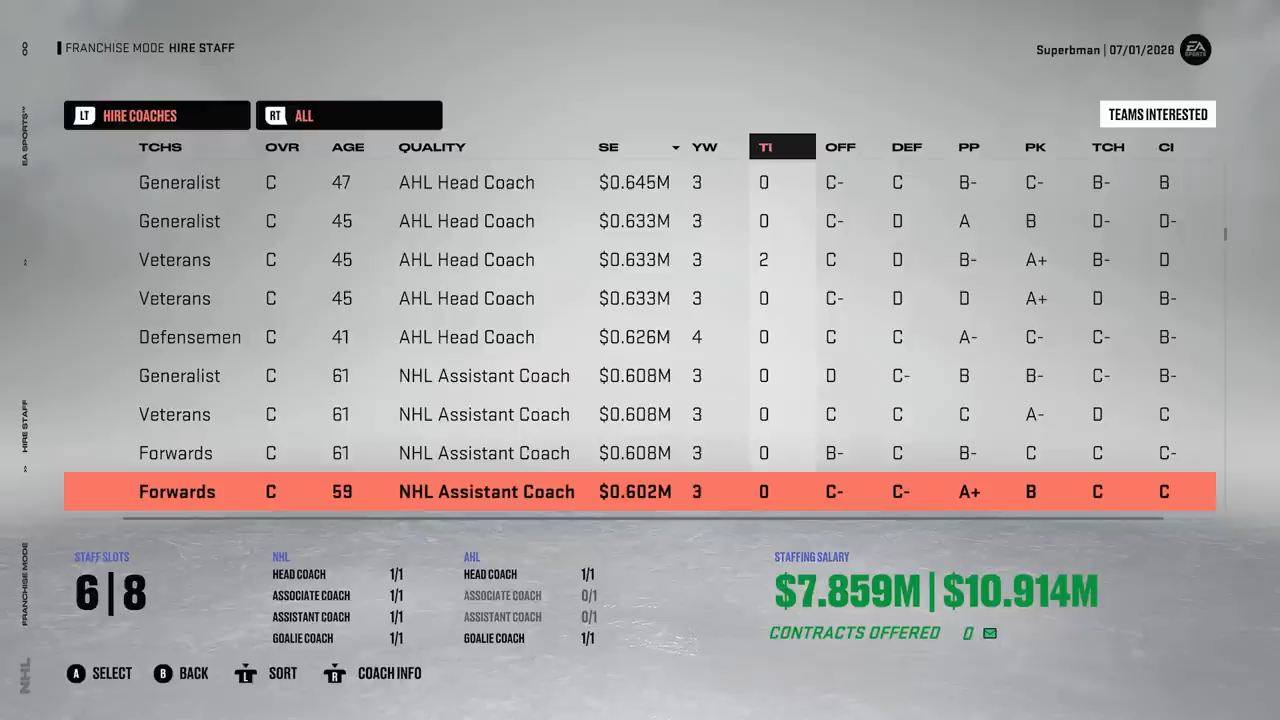 FRANCHISE MODE HIRE STAFF
Superbman | 07/01/2028
EA SPORTS
LT HIRE COACHES RT ALL
TEAMS INTERESTED
TCHS OVR AGE QUALITY SE YW TI OFF DEF PP PK TCH CI
Generalist C 47 AHL Head Coach $0.645M 3 0 C- C B- C- B- B
Generalist C 45 AHL Head Coach $0.633M 3 0 C- D A B D- D-
Veterans C 45 AHL Head Coach $0.633M 3 2 C D B- A+ B- D
Veterans C 45 AHL Head Coach $0.633M 3 0 C- D D A+ D B-
Defensemen C 41 AHL Head Coach $0.626M 4 0 C C A- C- C- B-
Generalist C 61 NHL Assistant Coach $0.608M 3 0 D C- B B- C- B-
Veterans C 61 NHL Assistant Coach $0.608M 3 0 C C C A- D C
Forwards C 61 NHL Assistant Coach $0.608M 3 0 B- C B- C C C-
Forwards C 59 NHL Assistant Coach $0.602M 3 0 C- C- A+ B C C
STAFF SLOTS
6|8
NHL
HEAD COACH 1/1
ASSOCIATE COACH 1/1
ASSISTANT COACH 1/1
GOALIE COACH 1/1
AHL
HEAD COACH 1/1
ASSOCIATE COACH 0/1
ASSISTANT COACH 0/1
GOALIE COACH 1/1
STAFFING SALARY
$7.859M|$10.914M
CONTRACTS OFFERED 0
A SELECT B BACK L SORT R COACH INFO
EA SPORTS™
HIRE STAFF
FRANCHISE MODE
NHL